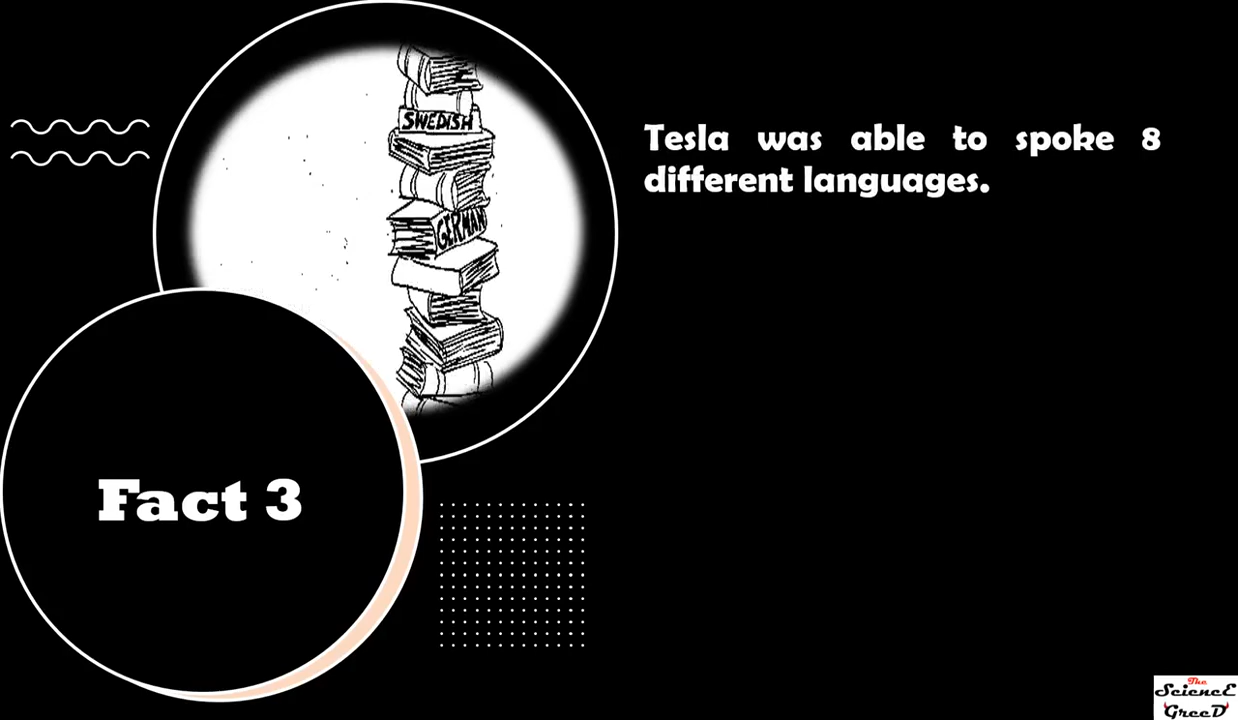 SWEDISH
GERMAN
Tesla was able to spoke 8
different languages.
Fact 3
The
SciencE
GreeD